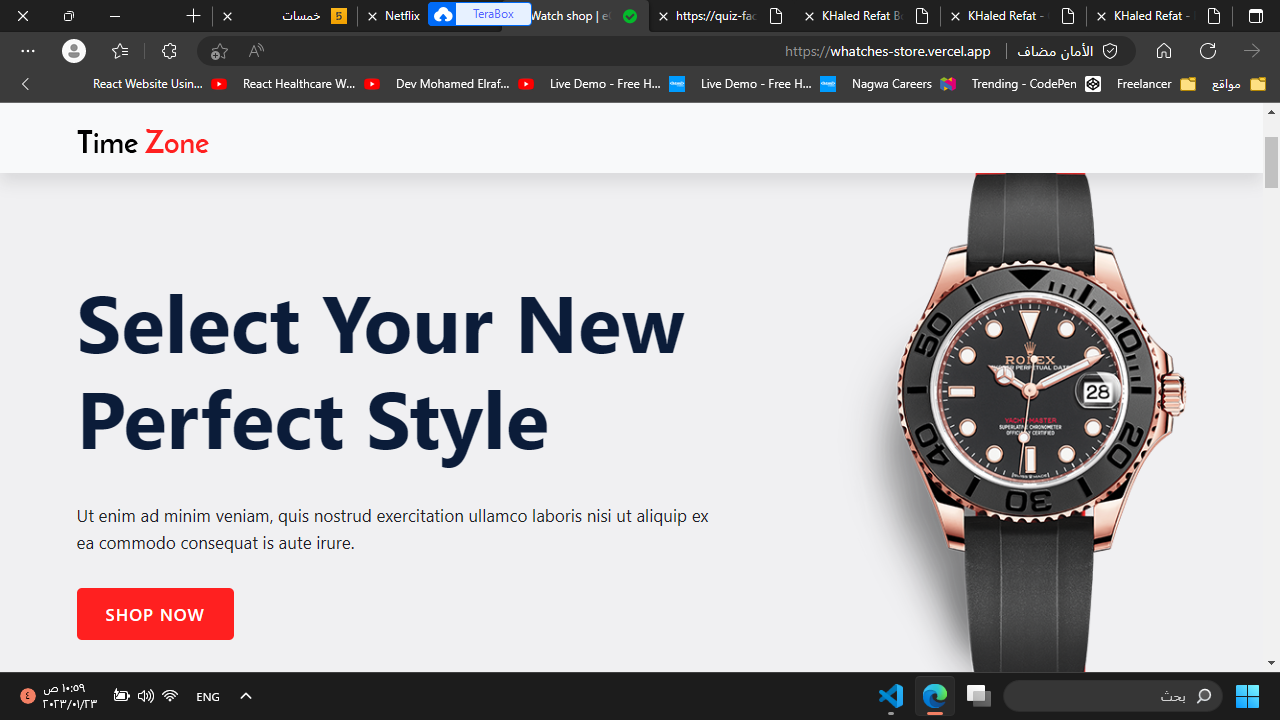 خمسات
5
Netflix
TeraBox
Watch shop | e
https://quiz-fac
KHaled Refat B
KHaled Refat -
KHaled Refat -
https://whatches-store.vercel.app
الأمان مضاف
React Website Usin...
React Healthcare W...
Dev Mohamed Elraf...
Live Demo - Free H...
Live Demo - Free H...
Nagwa Careers
Trending - CodePen
Freelancer
مواقع
Time Zone
Select Your New
Perfect Style
Ut enim ad minim veniam, quis nostrud exercitation ullamco laboris nisi ut aliquip ex
ea commodo consequat is aute irure.
SHOP NOW
50
10
40
20
30
ROLEX
28
YACHT-MASTER
SUPERLATIVE CHRONOMETER
OFFICIALLY CERTIFIED
٤
١٠:٥٩ ص
٢٠٢٣/٠١/٢٣
ENG
بحث